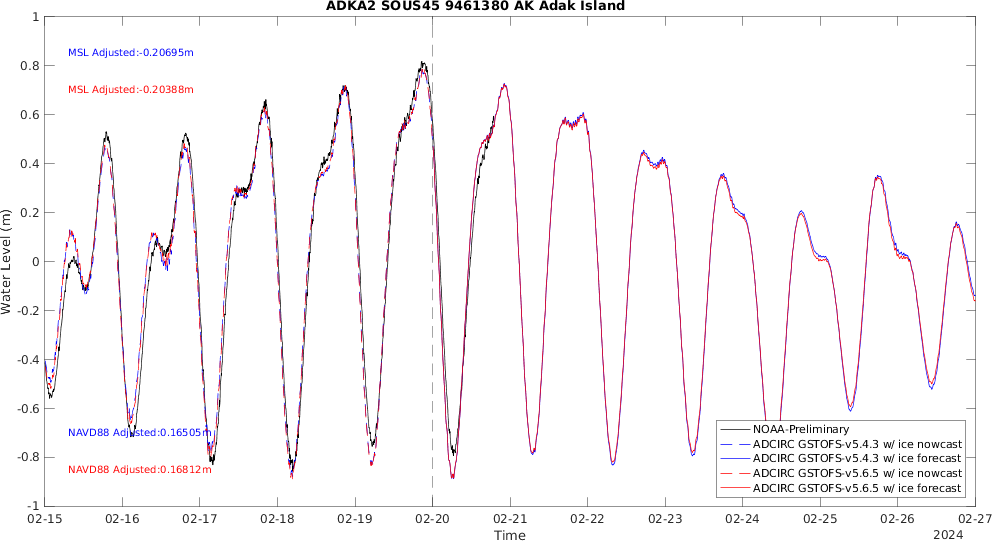 ADKA2 SOUS45 9461380 AK Adak Island
1
0.8
0.6
0.4
0.2
0
-0.2
-0.4
-0.6
-0.8
-1
Water Level (m)
MSL Adjusted:-0.20695m
MSL Adjusted:-0.20388m
NAVD88 Adjusted:0.16505m
NAVD88 Adjusted:0.16812m
NOAA-Preliminary
ADCIRC GSTOFS-v5.4.3 w/ ice nowcast
ADCIRC GSTOFS-v5.4.3 w/ ice forecast
ADCIRC GSTOFS-v5.6.5 w/ ice nowcast
ADCIRC GSTOFS-v5.6.5 w/ ice forecast
02-15 02-16 02-17 02-18 02-19 02-20 02-21 02-22 02-23 02-24 02-25 02-26 02-27
Time
2024